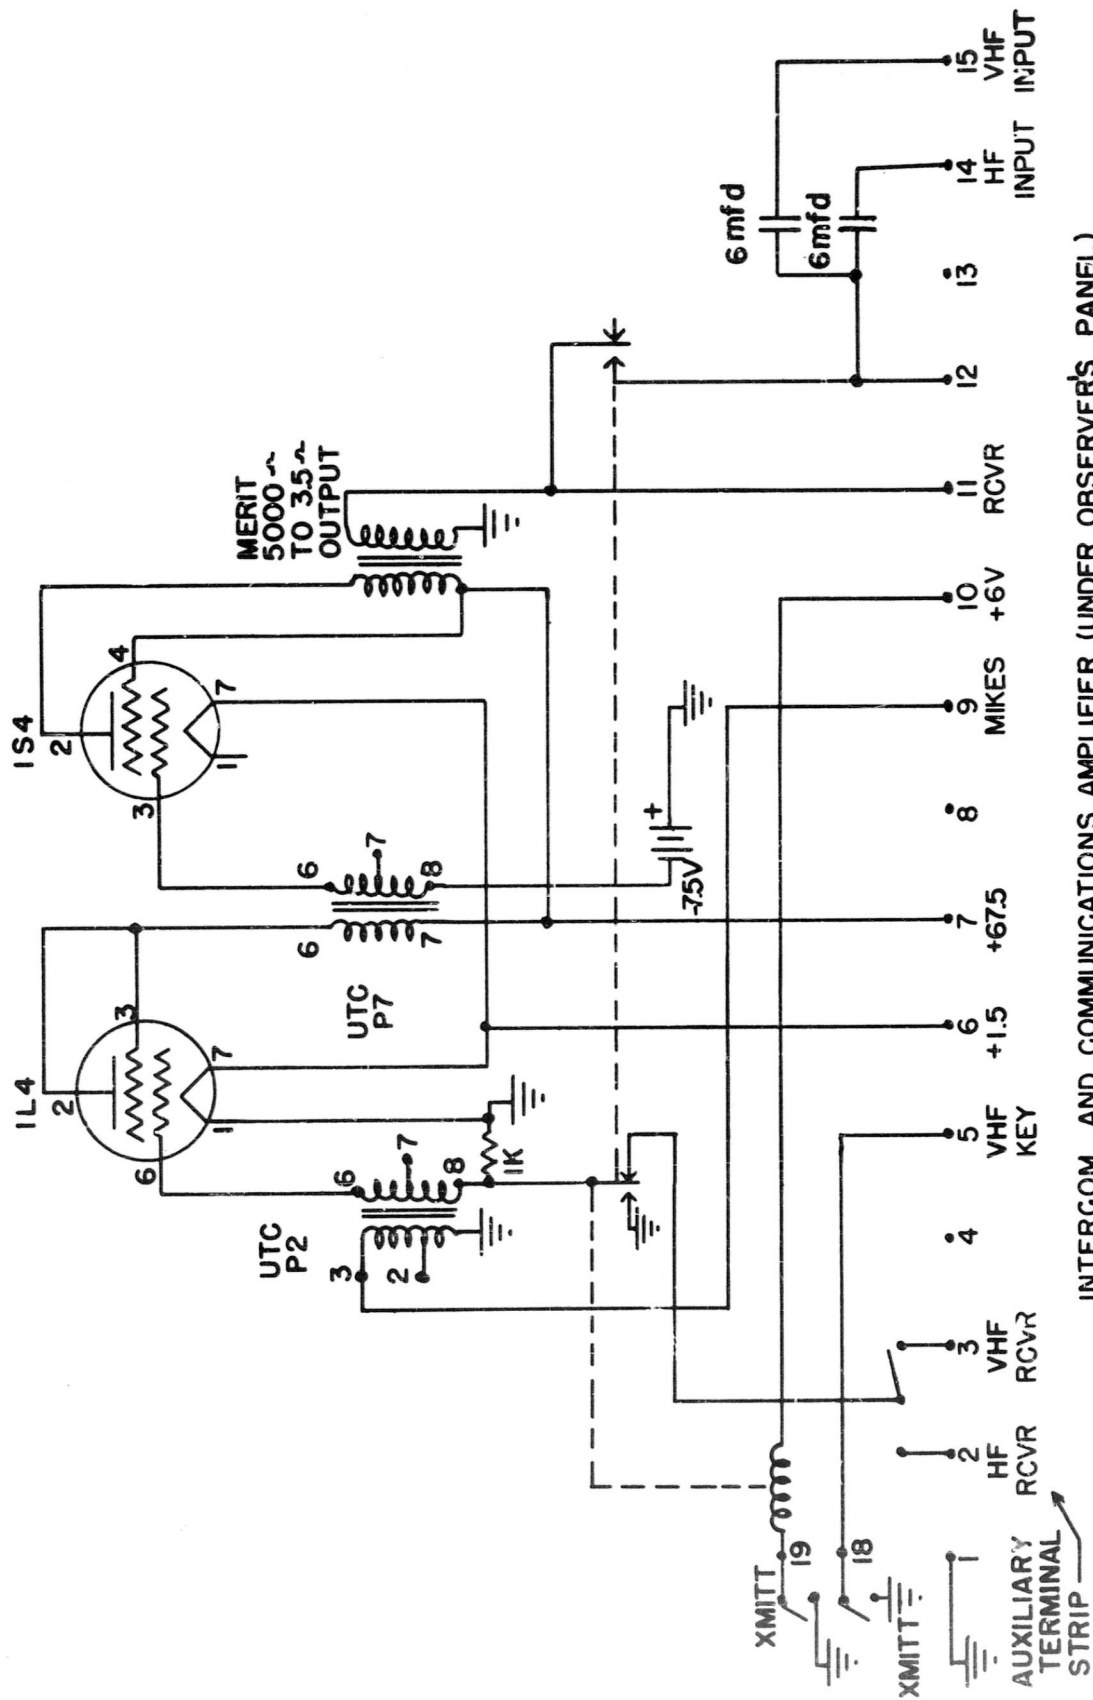 1L4
2
3
6
1
7
1S4
2
4
3
1
7
UTC
P2
3
2
6
7
8
1K
UTC
P7
6
7
6
7
8
MERIT
5000 ~
TO 3.5 ~
OUTPUT
-7.5V
+
6 mfd
6 mfd
XMITT
19
18
XMITT
1
2
3
4
5
6
7
8
9
10
11
12
13
14
15
HF
RCVR
VHF
RCVR
VHF
KEY
+1.5
+67.5
MIKES
+6V
RCVR
HF
INPUT
VHF
INPUT
AUXILIARY
TERMINAL
STRIP
INTERCOM AND COMMUNICATIONS AMPLIFIER (UNDER OBSERVER'S PANEL)